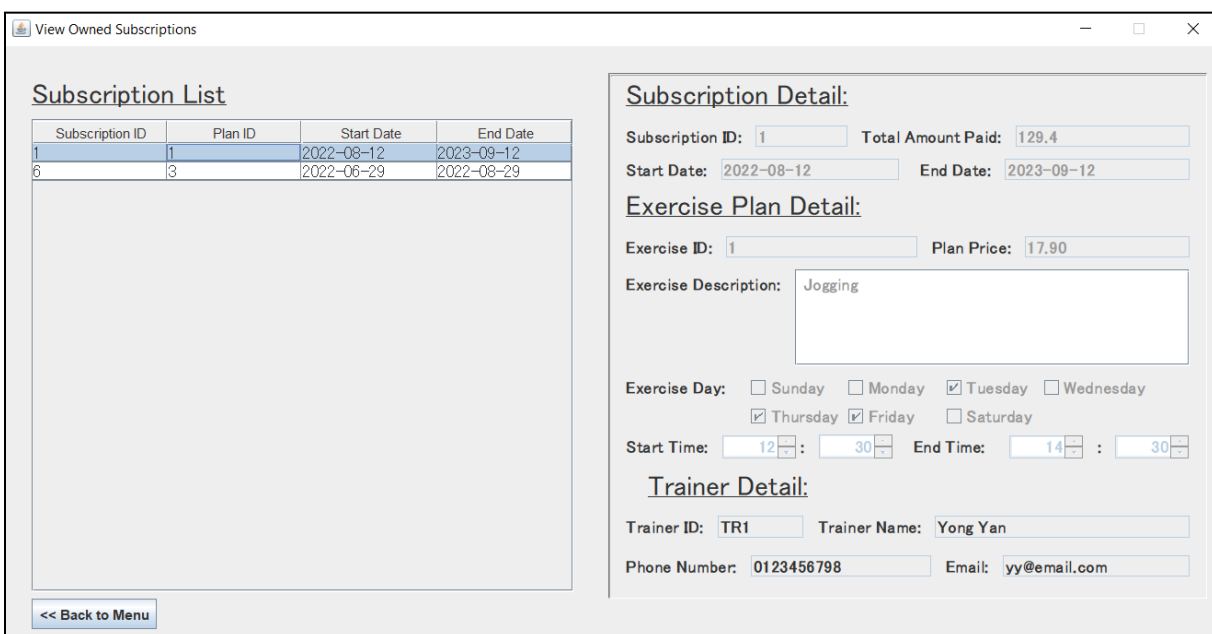 View Owned Subscriptions
Subscription List
Subscription ID Plan ID Start Date End Date
1 1 2022-08-12 2023-09-12
6 3 2022-06-29 2022-08-29
<< Back to Menu
Subscription Detail:
Subscription ID: 1 Total Amount Paid: 129.4
Start Date: 2022-08-12 End Date: 2023-09-12
Exercise Plan Detail:
Exercise ID: 1 Plan Price: 17.90
Exercise Description: Jogging
Exercise Day: Sunday Monday Tuesday Wednesday
Thursday Friday Saturday
Start Time: 12 : 30 End Time: 14 : 30
Trainer Detail:
Trainer ID: TR1 Trainer Name: Yong Yan
Phone Number: 0123456798 Email: yy@email.com